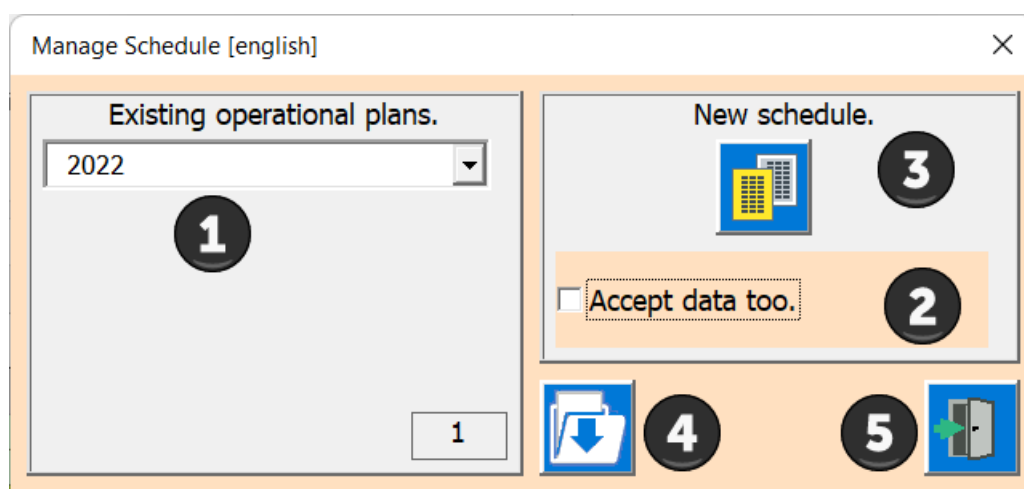 Manage Schedule [english]
Existing operational plans.
2022
1
1
New schedule.
3
Accept data too.
2
4
5